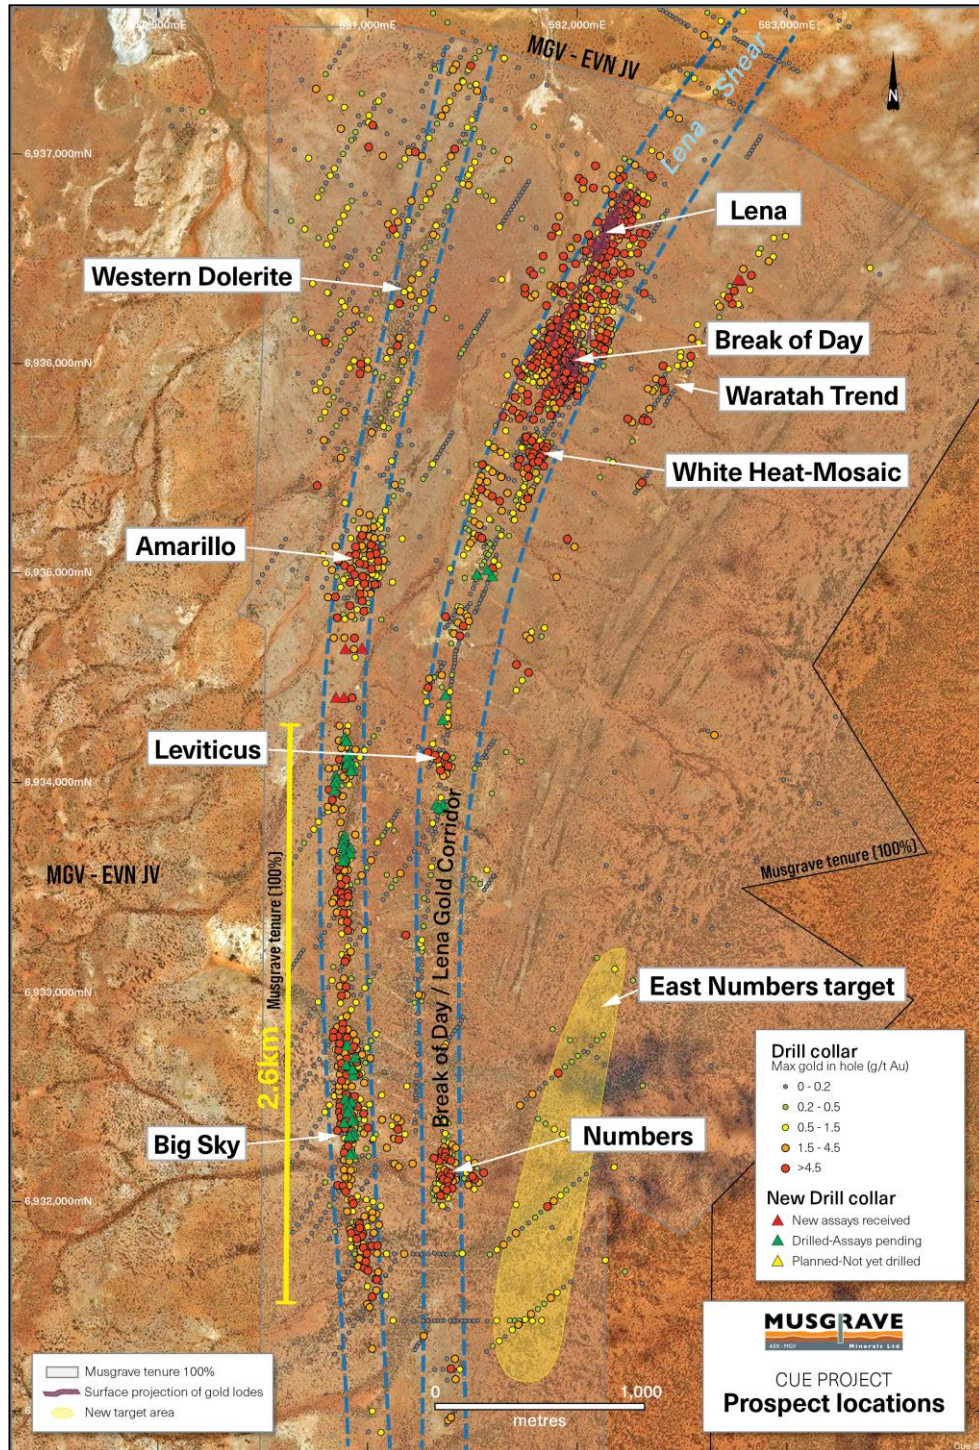 581,000mE
582,000mE
583,000mE
MGV - EVN JV
Lena Shear
N
6,937,000mN
Lena
Western Dolerite
Break of Day
6,936,000mN
Waratah Trend
White Heat-Mosaic
Amarillo
6,936,000mN
Leviticus
6,934,000mN
Break of Day / Lena Gold Corridor
Musgrave tenure (100%)
2.6km
MGV - EVN JV
Musgrave tenure (100%)
6,933,000mN
East Numbers target
Big Sky
Numbers
6,932,000mN
Drill collar
Max gold in hole (g/t Au)
0 - 0.2
0.2 - 0.5
0.5 - 1.5
1.5 - 4.5
>4.5
New Drill collar
New assays received
Drilled-Assays pending
Planned-Not yet drilled
MUSGRAVE
ASX : MGV
Minerals Ltd
CUE PROJECT
Prospect locations
Musgrave tenure 100%
Surface projection of gold lodes
New target area
0
1,000
metres